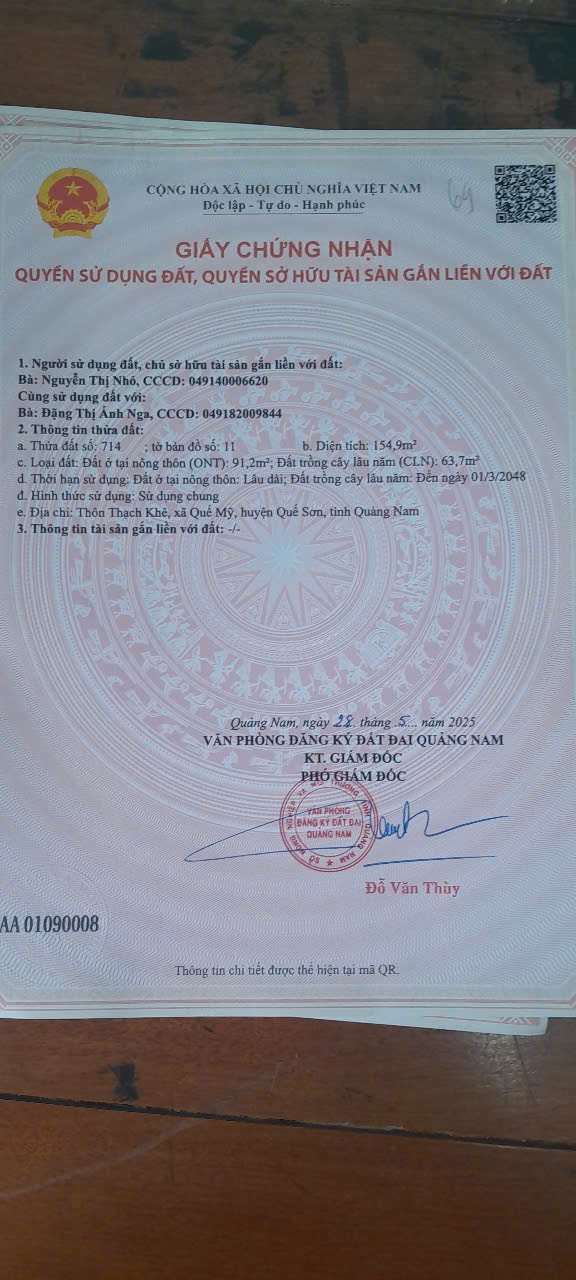 CỘNG HÒA XÃ HỘI CHỦ NGHĨA VIỆT NAM
Độc lập - Tự do - Hạnh phúc
69
GIẤY CHỨNG NHẬN
QUYỀN SỬ DỤNG ĐẤT, QUYỀN SỞ HỮU TÀI SẢN GẮN LIỀN VỚI ĐẤT
1. Người sử dụng đất, chủ sở hữu tài sản gắn liền với đất:
Bà: Nguyễn Thị Nhỏ, CCCD: 049140006620
Cùng sử dụng đất với:
Bà: Đặng Thị Ánh Nga, CCCD: 049182009844
2. Thông tin thửa đất:
a. Thửa đất số: 714 ; tờ bản đồ số: 11 b. Diện tích: 154,9m²
c. Loại đất: Đất ở tại nông thôn (ONT): 91,2m²; Đất trồng cây lâu năm (CLN): 63,7m²
d. Thời hạn sử dụng: Đất ở tại nông thôn: Lâu dài; Đất trồng cây lâu năm: Đến ngày 01/3/2048
đ. Hình thức sử dụng: Sử dụng chung
e. Địa chỉ: Thôn Thạch Khê, xã Quế Mỹ, huyện Quế Sơn, tỉnh Quảng Nam
3. Thông tin tài sản gắn liền với đất: -/-
Quảng Nam, ngày 28 tháng .5... năm 2025
VĂN PHÒNG ĐĂNG KÝ ĐẤT ĐAI QUẢNG NAM
KT. GIÁM ĐỐC
PHÓ GIÁM ĐỐC
SỞ NÔNG NGHIỆP VÀ MÔI TRƯỜNG TỈNH QUẢNG NAM
VĂN PHÒNG
ĐĂNG KÝ ĐẤT ĐAI
QUẢNG NAM
Đỗ Văn Thùy
AA 01090008
Thông tin chi tiết được thể hiện tại mã QR.